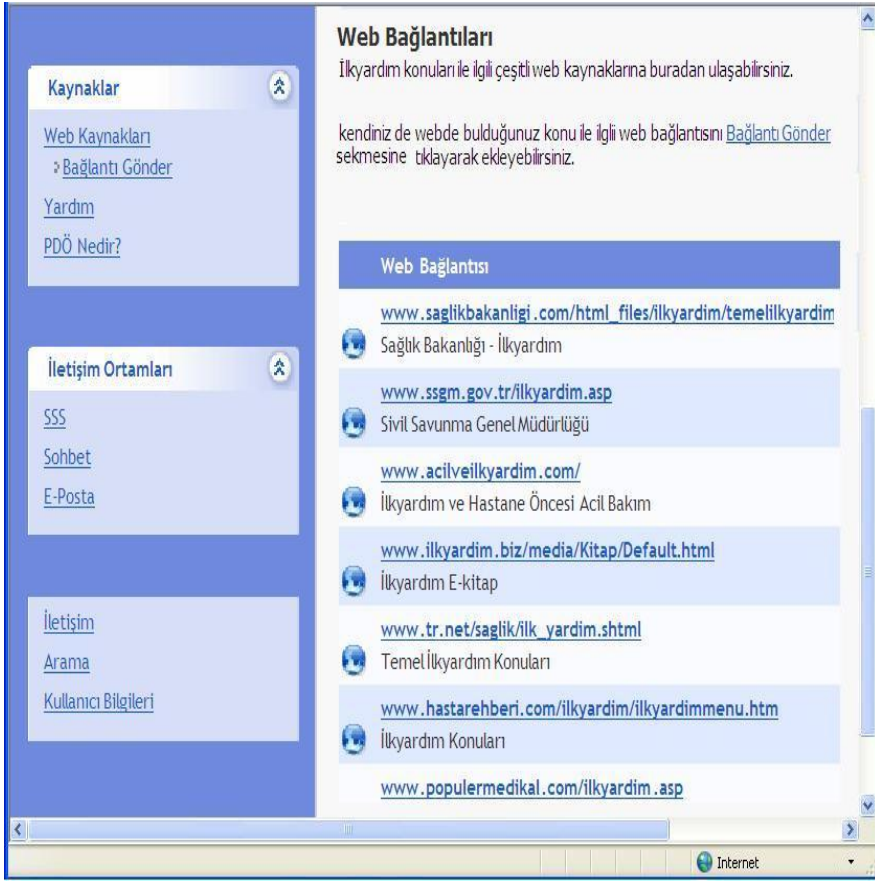 Kaynaklar
Web Kaynakları
Bağlantı Gönder
Yardım
PDÖ Nedir?
İletişim Ortamları
SSS
Sohbet
E-Posta
İletişim
Arama
Kullanıcı Bilgileri
Web Bağlantıları
İlkyardım konuları ile ilgili çeşitli web kaynaklarına buradan ulaşabilirsiniz.
kendiniz de webde bulduğunuz konu ile ilglii web bağlantısını Bağlantı Gönder
sekmesine tıklayarak ekleyebilirsiniz.
Web Bağlantısı
www.saglikbakanligi.com/html_files/ilkyardim/temelilkyardim
Sağlık Bakanlığı - İlkyardım
www.ssgm.gov.tr/ilkyardim.asp
Sivil Savunma Genel Müdürlüğü
www.acilveilkyardim.com/
İlkyardım ve Hastane Öncesi Acil Bakım
www.ilkyardim.biz/media/Kitap/Default.html
İlkyardım E-kitap
www.tr.net/saglik/ilk_yardim.shtml
Temel İlkyardım Konuları
www.hastarehberi.com/ilkyardim/ilkyardimmenu.htm
İlkyardım Konuları
www.populermedikal.com/ilkyardim.asp
Internet